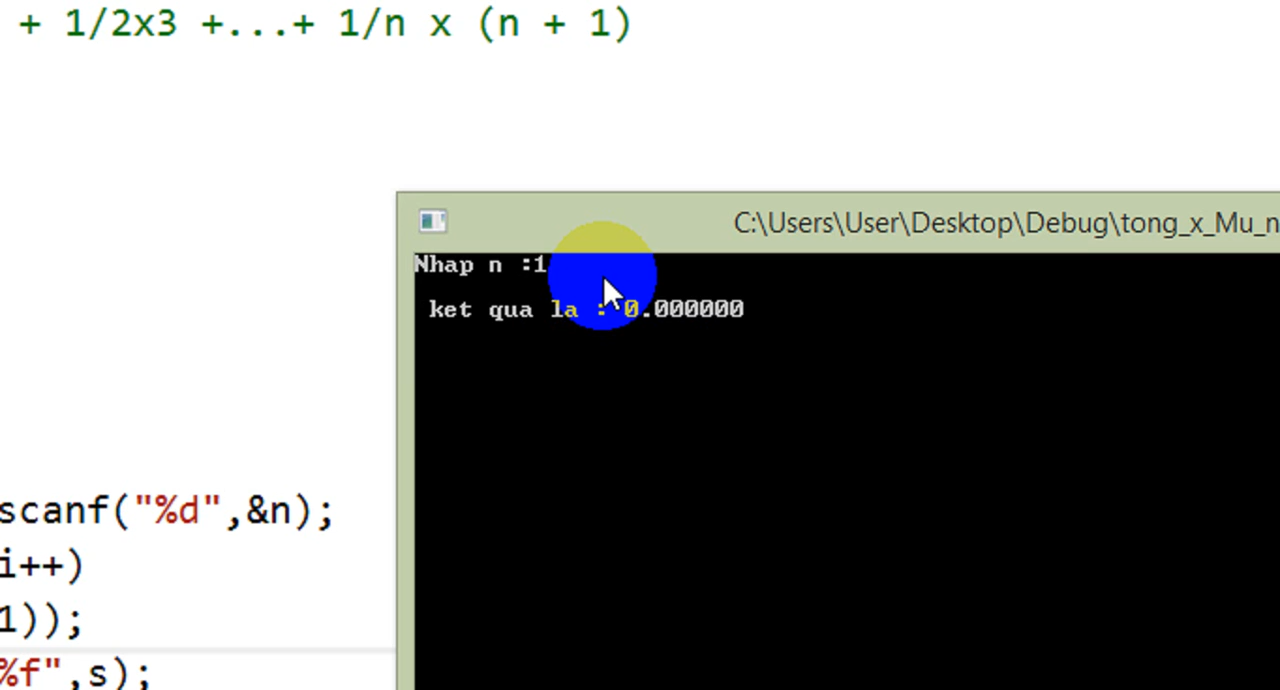 + 1/2x3 +...+ 1/n x (n + 1)
C:\Users\User\Desktop\Debug\tong_x_Mu_n
Nhap n :1
ket qua la : 0.000000
scanf("%d",&n);
i++)
1));
%f",s);